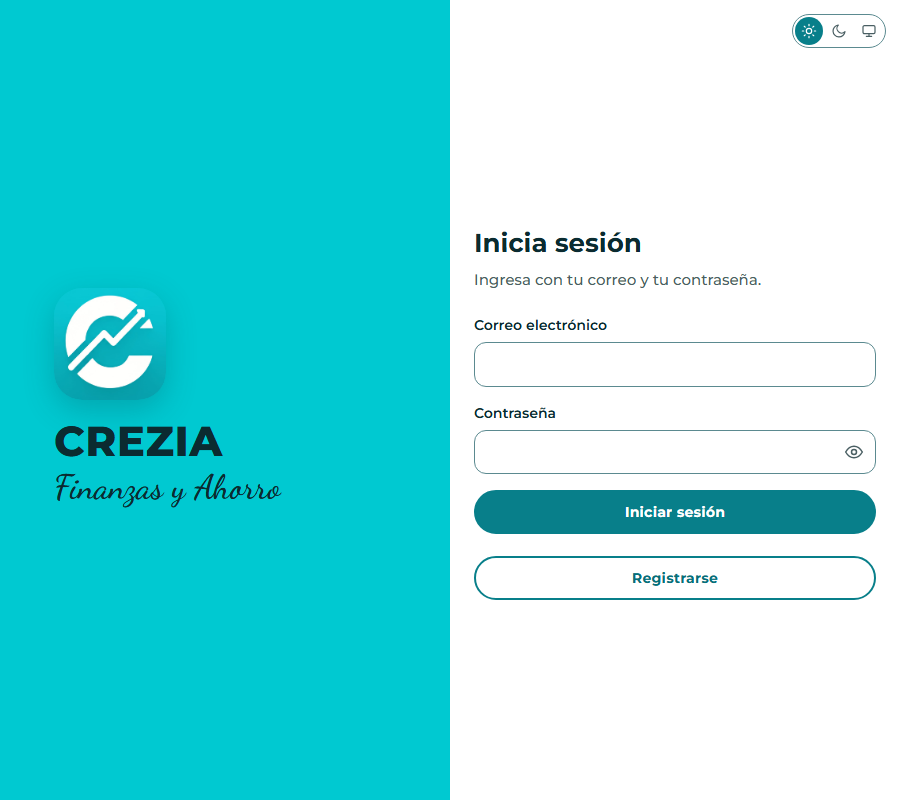 CREZIA
Finanzas y Ahorro
Inicia sesión
Ingresa con tu correo y tu contraseña.
Correo electrónico
Contraseña
Iniciar sesión
Registrarse